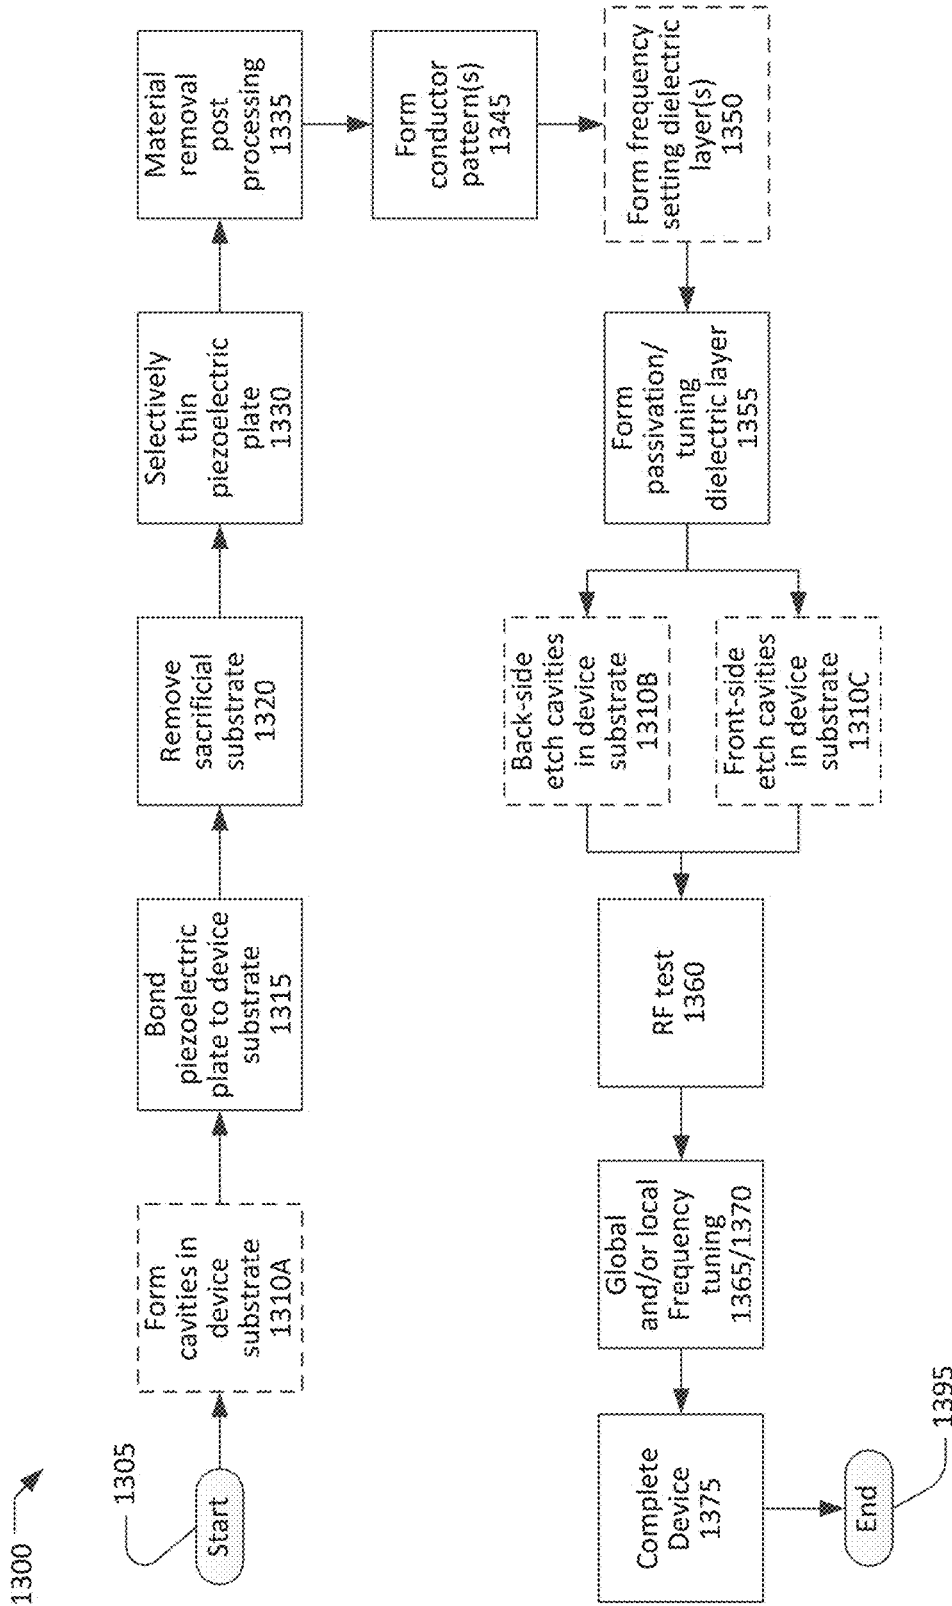 1300
1305
Start
Form
cavities in
device
substrate
1310A
Bond
piezoelectric
plate to device
substrate
1315
Remove
sacrificial
substrate
1320
Selectively
thin
piezoelectric
plate
1330
Material
removal
post
processing
1335
Form
conductor
pattern(s)
1345
Form frequency
setting dielectric
layer(s)
1350
Form
passivation/
tuning
dielectric layer
1355
Back-side
etch cavities
in device
substrate
1310B
Front-side
etch cavities
in device
substrate
1310C
RF test
1360
Global
and/or local
Frequency
tuning
1365/1370
Complete
Device
1375
End
1395